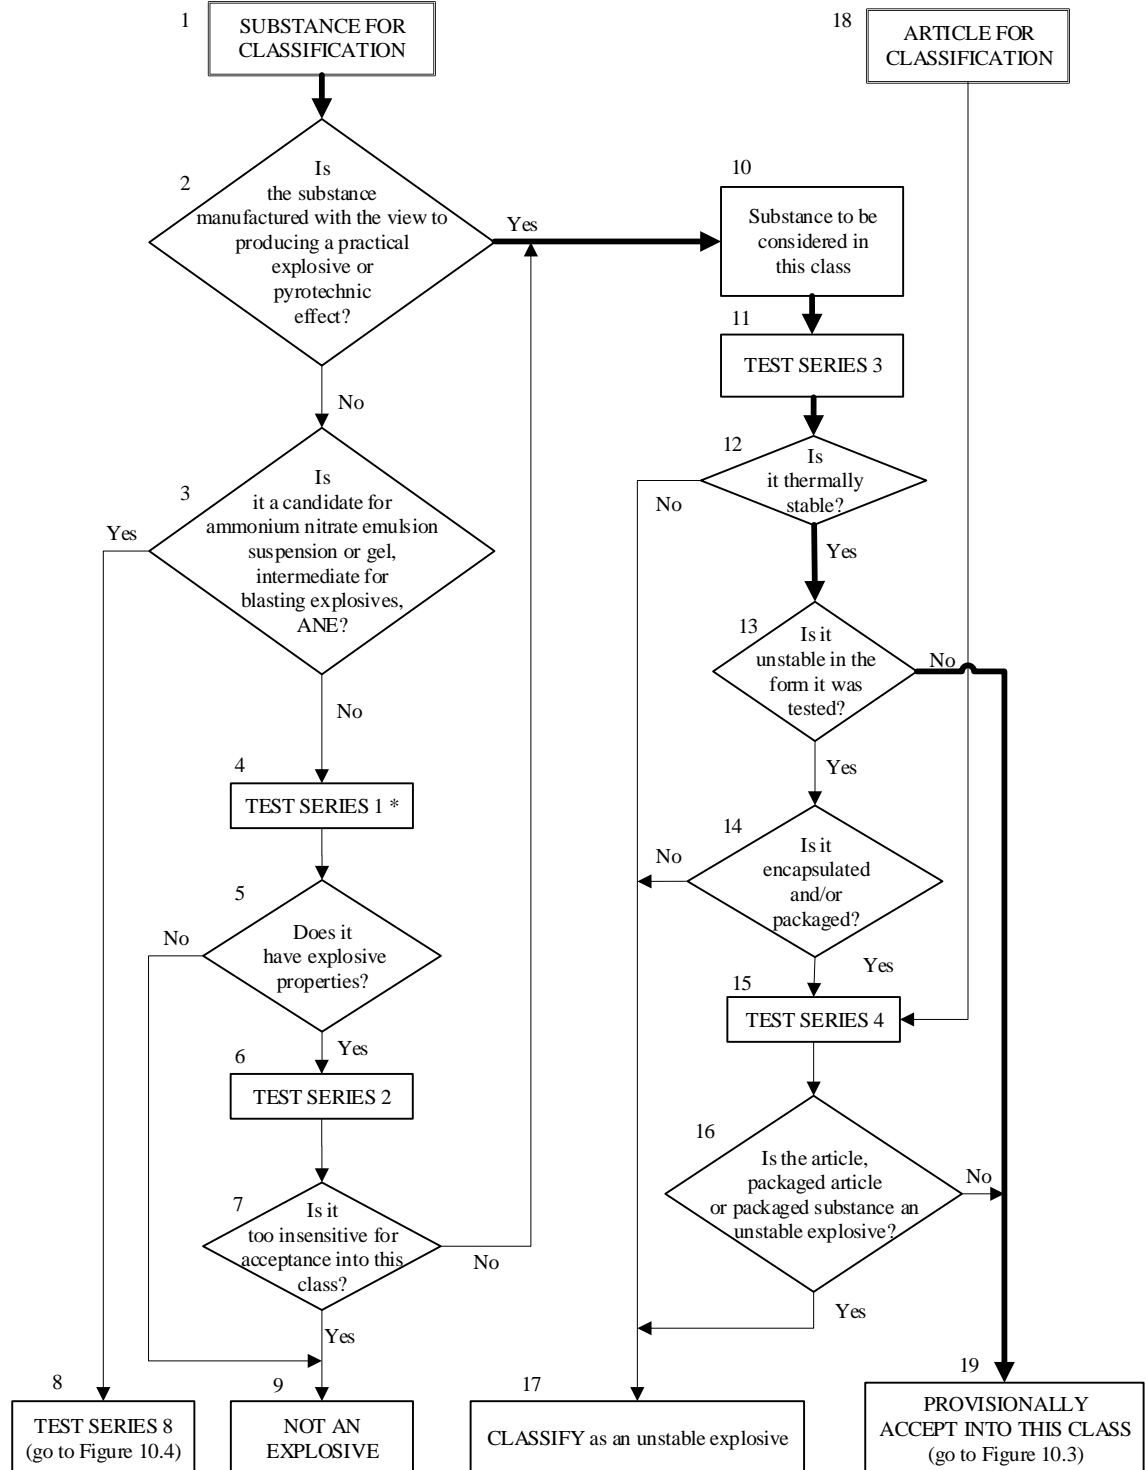 1
SUBSTANCE FOR
CLASSIFICATION
18
ARTICLE FOR
CLASSIFICATION
2
Is
the substance
manufactured with the view to
producing a practical
explosive or
pyrotechnic
effect?
Yes
No
10
Substance to be
considered in
this class
11
TEST SERIES 3
12
Is
it thermally
stable?
No
Yes
3
Is
it a candidate for
ammonium nitrate emulsion
suspension or gel,
intermediate for
blasting explosives,
ANE?
Yes
No
13
Is it
unstable in the
form it was
tested?
No
Yes
4
TEST SERIES 1 *
14
Is it
encapsulated
and/or
packaged?
No
Yes
5
Does it
have explosive
properties?
No
Yes
15
TEST SERIES 4
6
TEST SERIES 2
16
Is the article,
packaged article
or packaged substance an
unstable explosive?
No
Yes
7
Is it
too insensitive for
acceptance into this
class?
No
Yes
8
TEST SERIES 8
(go to Figure 10.4)
9
NOT AN
EXPLOSIVE
17
CLASSIFY as an unstable explosive
19
PROVISIONALLY
ACCEPT INTO THIS CLASS
(go to Figure 10.3)